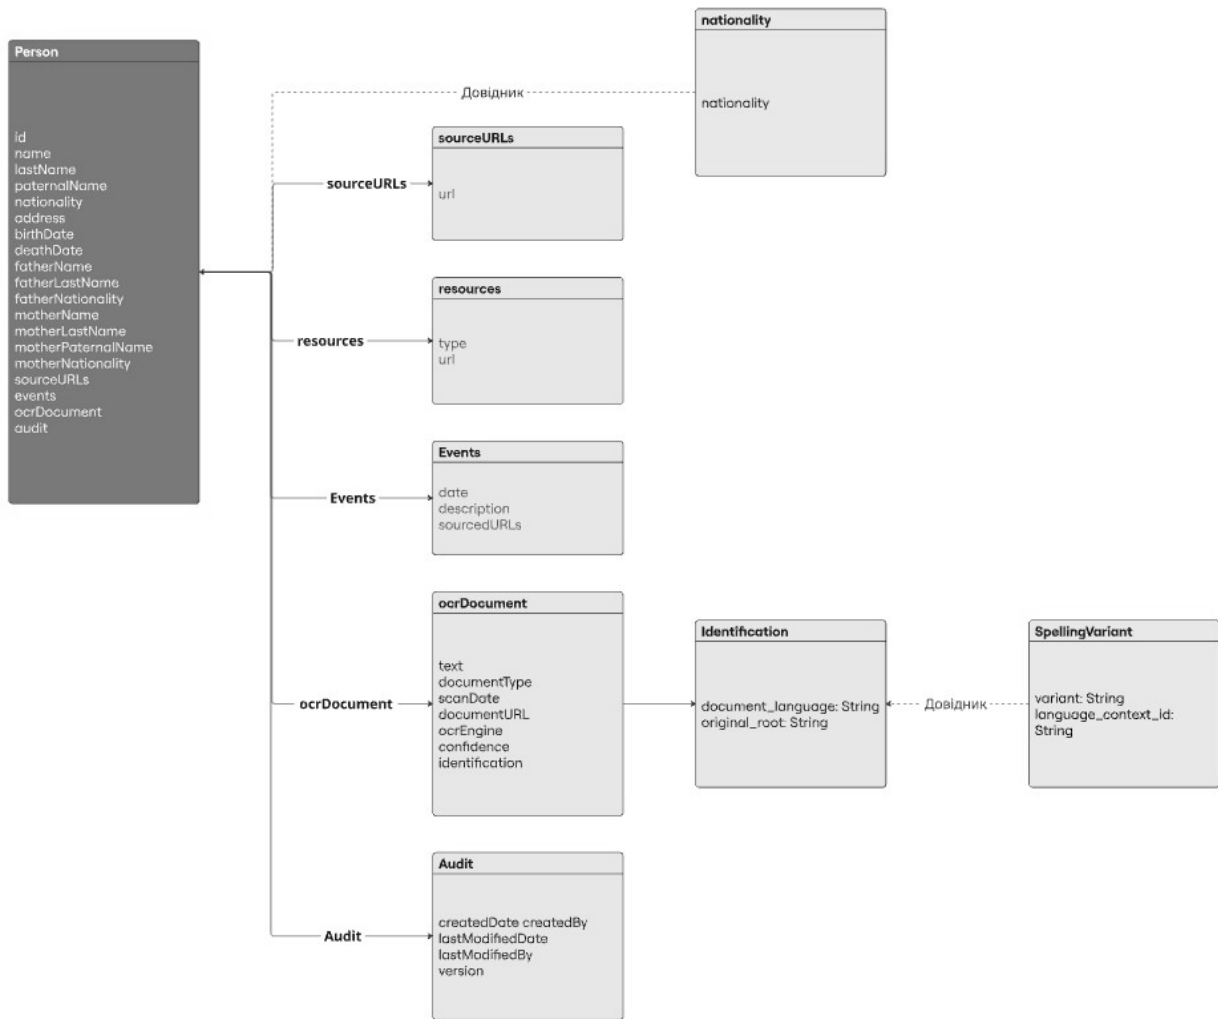 Person
id
name
lastName
paternalName
nationality
address
birthDate
deathDate
fatherName
fatherLastName
fatherNationality
motherName
motherLastName
motherPaternalName
motherNationality
sourceURLs
events
ocrDocument
audit
nationality
nationality
Довідник
sourceURLs
sourceURLs
url
resources
resources
type
url
Events
Events
date
description
sourcedURLs
ocrDocument
ocrDocument
text
documentType
scanDate
documentURL
ocrEngine
confidence
identification
Identification
document_language: String
original_root: String
Довідник
SpellingVariant
variant: String
language_context_id:
String
Audit
Audit
createdDate createdBy
lastModifiedDate
lastModifiedBy
version